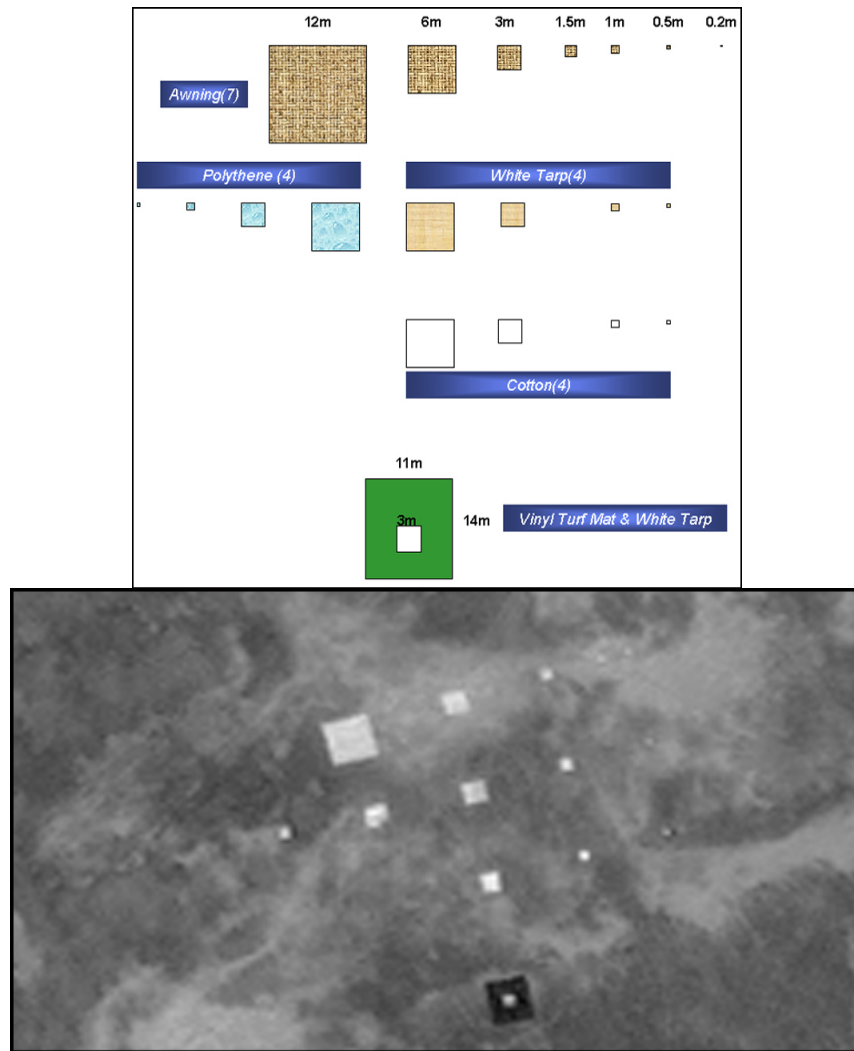 12m 6m 3m 1.5m 1m 0.5m 0.2m
Awning(7)
Polythene (4) White Tarp(4)
Cotton(4)
11m
3m 14m Vinyl Turf Mat & White Tarp